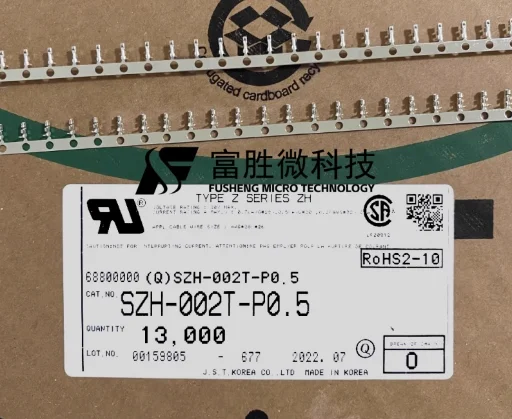 corrugated cardboard recy
富胜微科技
FUSHENG MICRO TECHNOLOGY
TYPE Z SERIES ZH
RoHS2-10
68800000 (Q)SZH-002T-P0.5
CAT.NO.
SZH-002T-P0.5
QUANTITY
13,000
LOT.NO. 00159805 - 677 2022.07 Q
0
J.S.T.KOREA CO.,LTD MADE IN KOREA